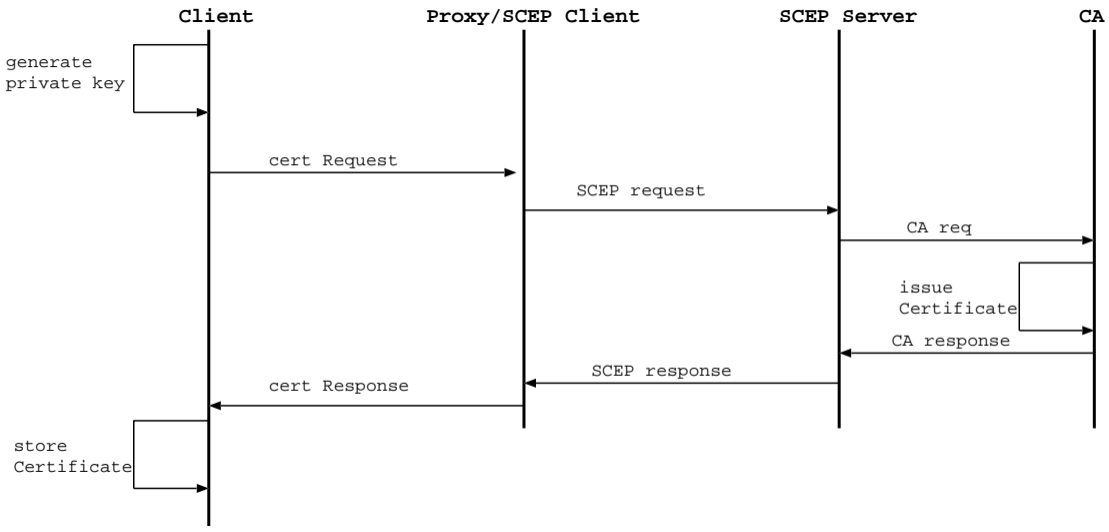 Client
Proxy/SCEP Client
SCEP Server
CA
generate
private key
cert Request
SCEP request
CA req
issue
Certificate
CA response
SCEP response
cert Response
store
Certificate